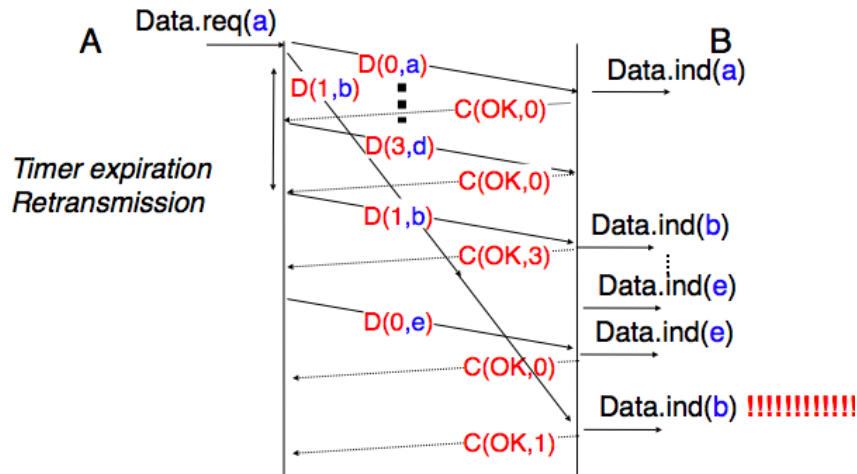 Data.req(a)
A
B
D(0,a)
Data.ind(a)
D(1,b)
C(OK,0)
D(3,d)
Timer expiration
Retransmission
C(OK,0)
D(1,b)
Data.ind(b)
C(OK,3)
Data.ind(e)
D(0,e)
Data.ind(e)
C(OK,0)
Data.ind(b) !!!!!!!!!!!!!
C(OK,1)